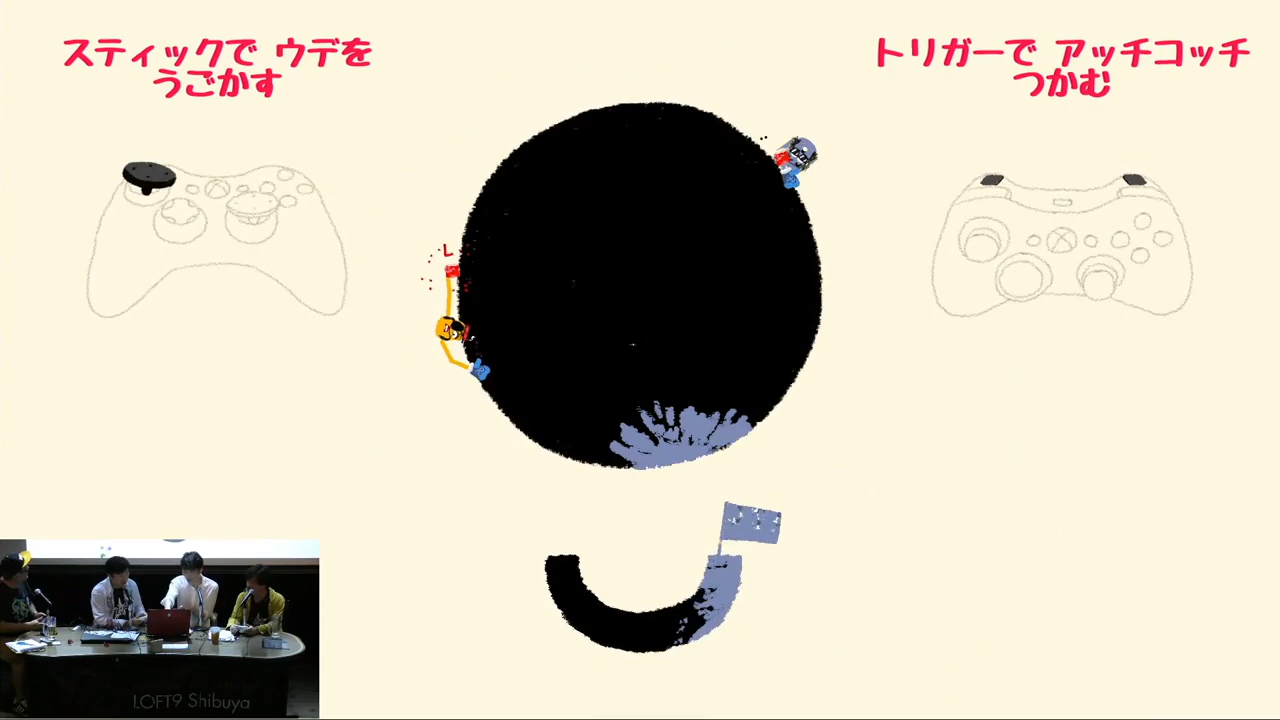 スティックで ウデを
うごかす
トリガーで アッチコッチ
つかむ
L
LOFT9 Shibuya